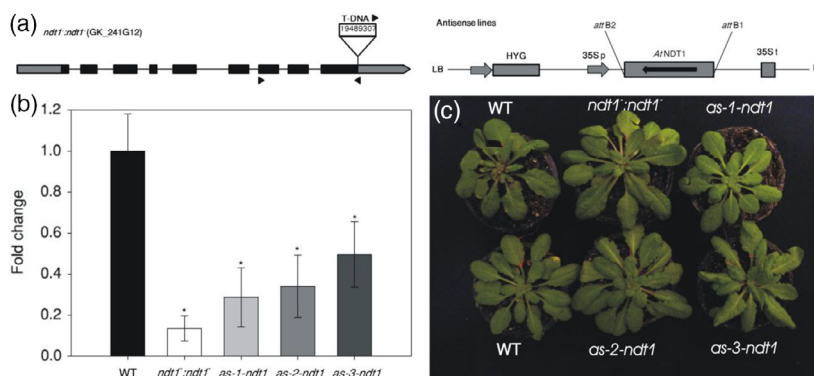 (a)
ndt1⁻:ndt1⁻ (GK_241G12)
T-DNA
19489307
Antisense lines
attB2
attB1
LB
HYG
35Sp
AtNDT1
35St
(b)
Fold change
1.2
1.0
0.8
0.6
0.4
0.2
0.0
*
*
*
*
WT
ndt1⁻:ndt1⁻
as-1-ndt1
as-2-ndt1
as-3-ndt1
(c)
WT
ndt1⁻:ndt1⁻
as-1-ndt1
WT
as-2-ndt1
as-3-ndt1